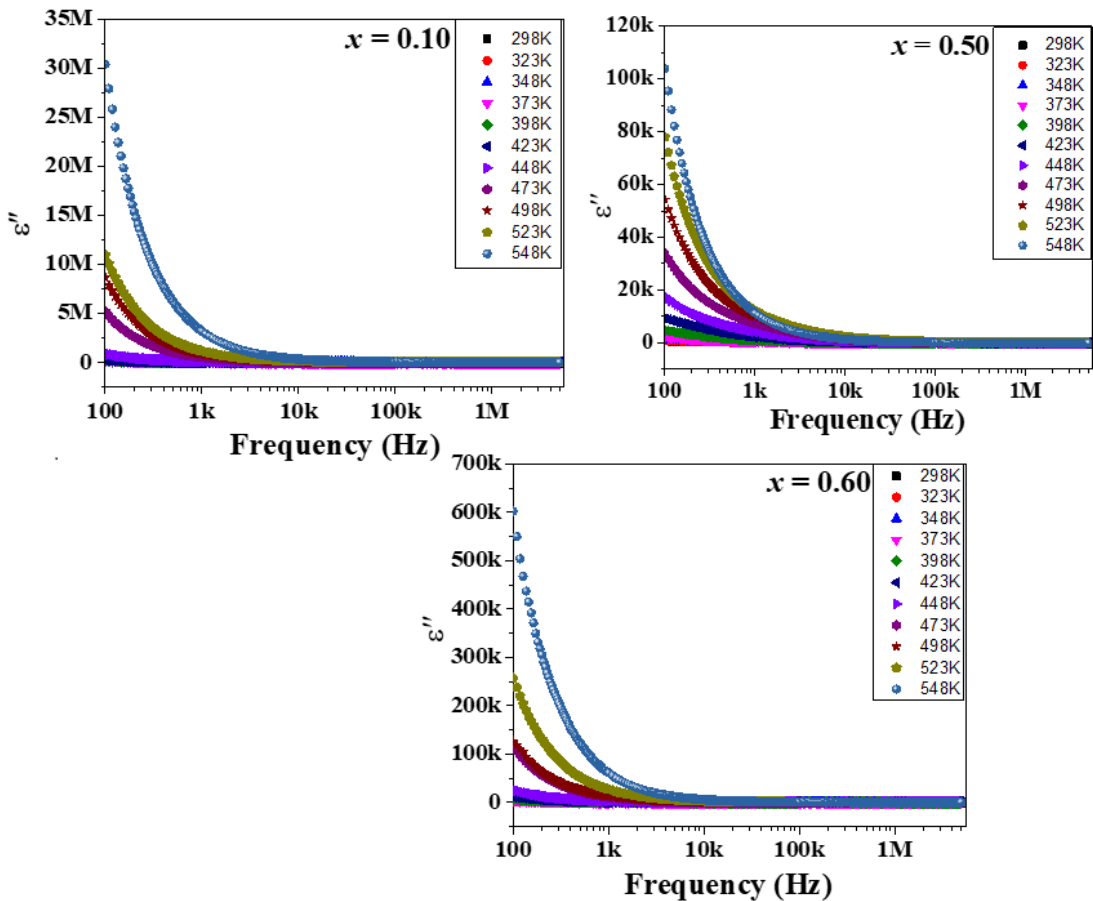 x = 0.10
35M
30M
25M
20M
15M
10M
5M
0
ε″
100 1k 10k 100k 1M
Frequency (Hz)
298K
323K
348K
373K
398K
423K
448K
473K
498K
523K
548K
x = 0.50
120k
100k
80k
60k
40k
20k
0
ε″
100 1k 10k 100k 1M
Frequency (Hz)
298K
323K
348K
373K
398K
423K
448K
473K
498K
523K
548K
x = 0.60
700k
600k
500k
400k
300k
200k
100k
0
ε″
100 1k 10k 100k 1M
Frequency (Hz)
298K
323K
348K
373K
398K
423K
448K
473K
498K
523K
548K